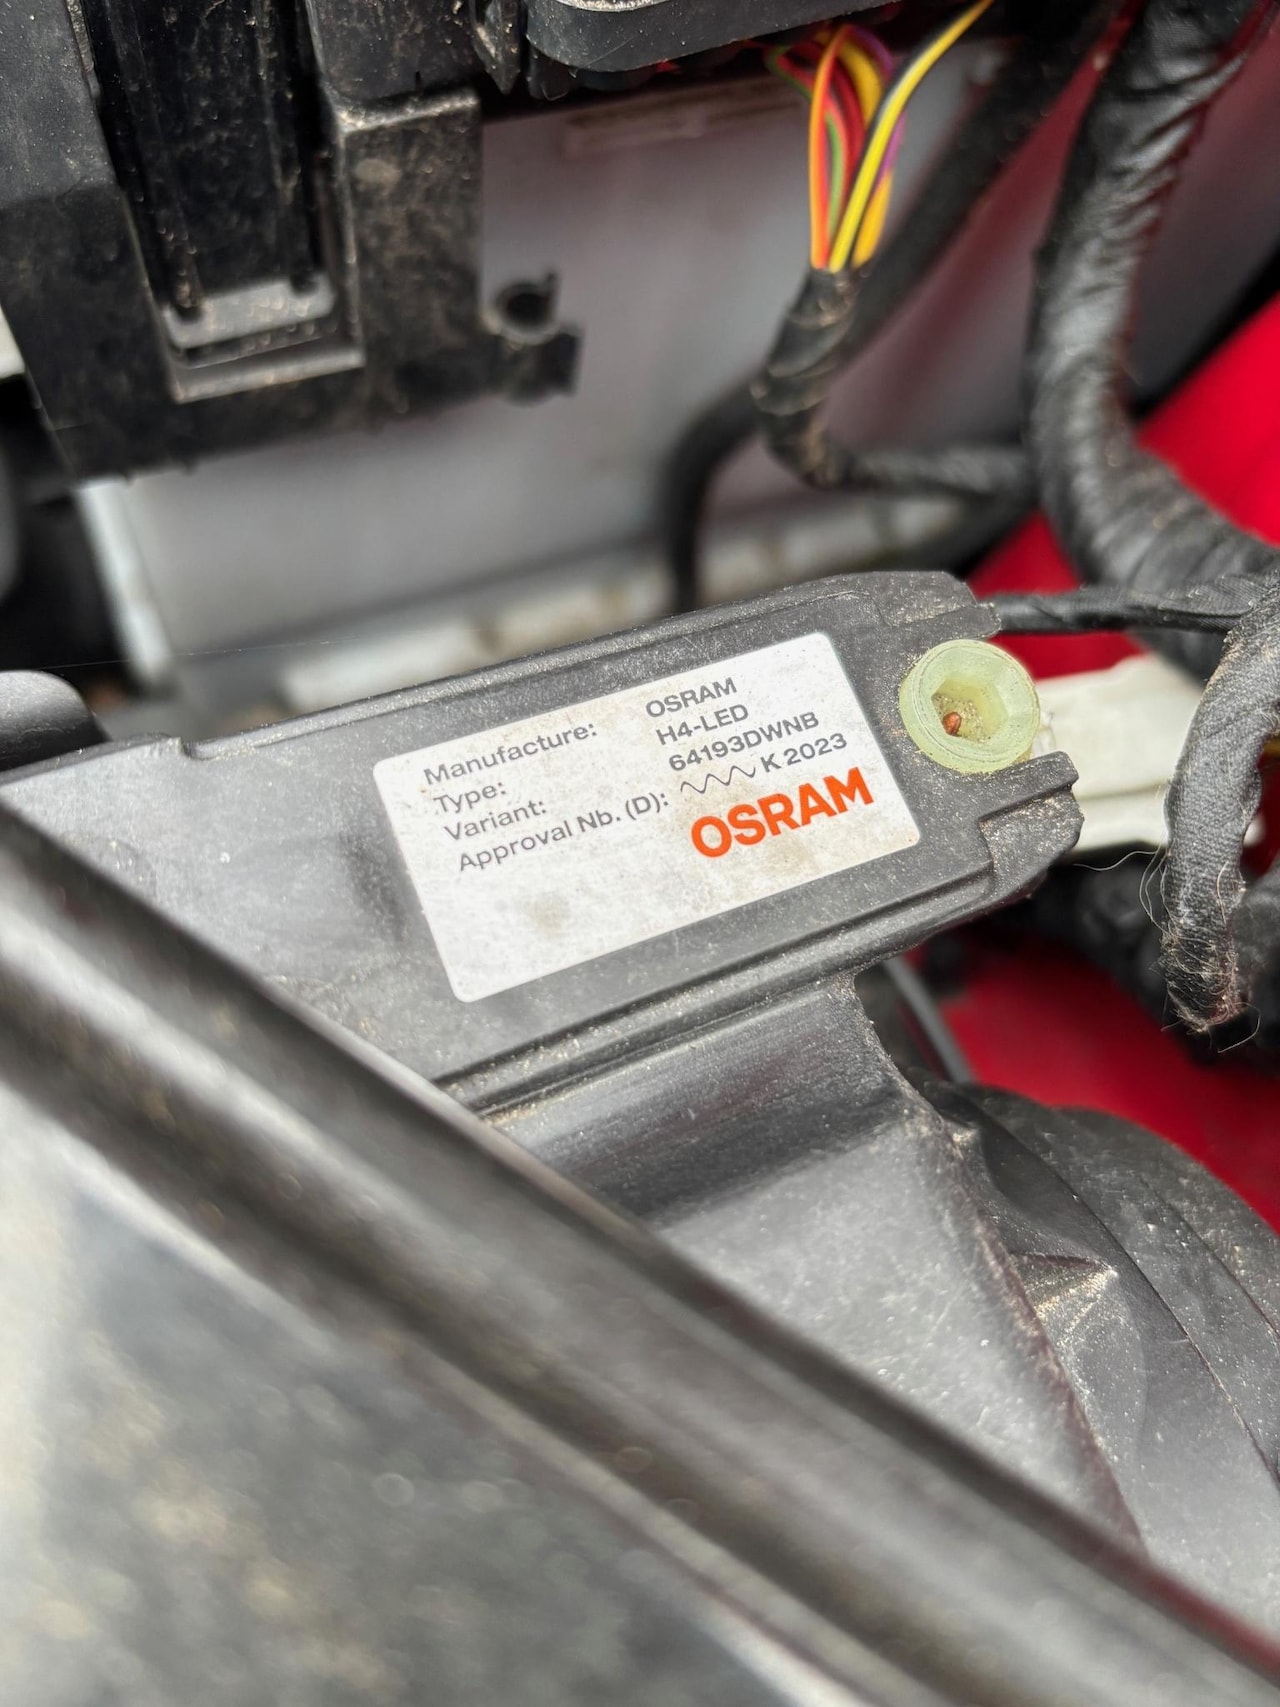 Manufacture: OSRAM
Type: H4-LED
Variant: 64193DWNB
Approval Nb. (D): K 2023
OSRAM